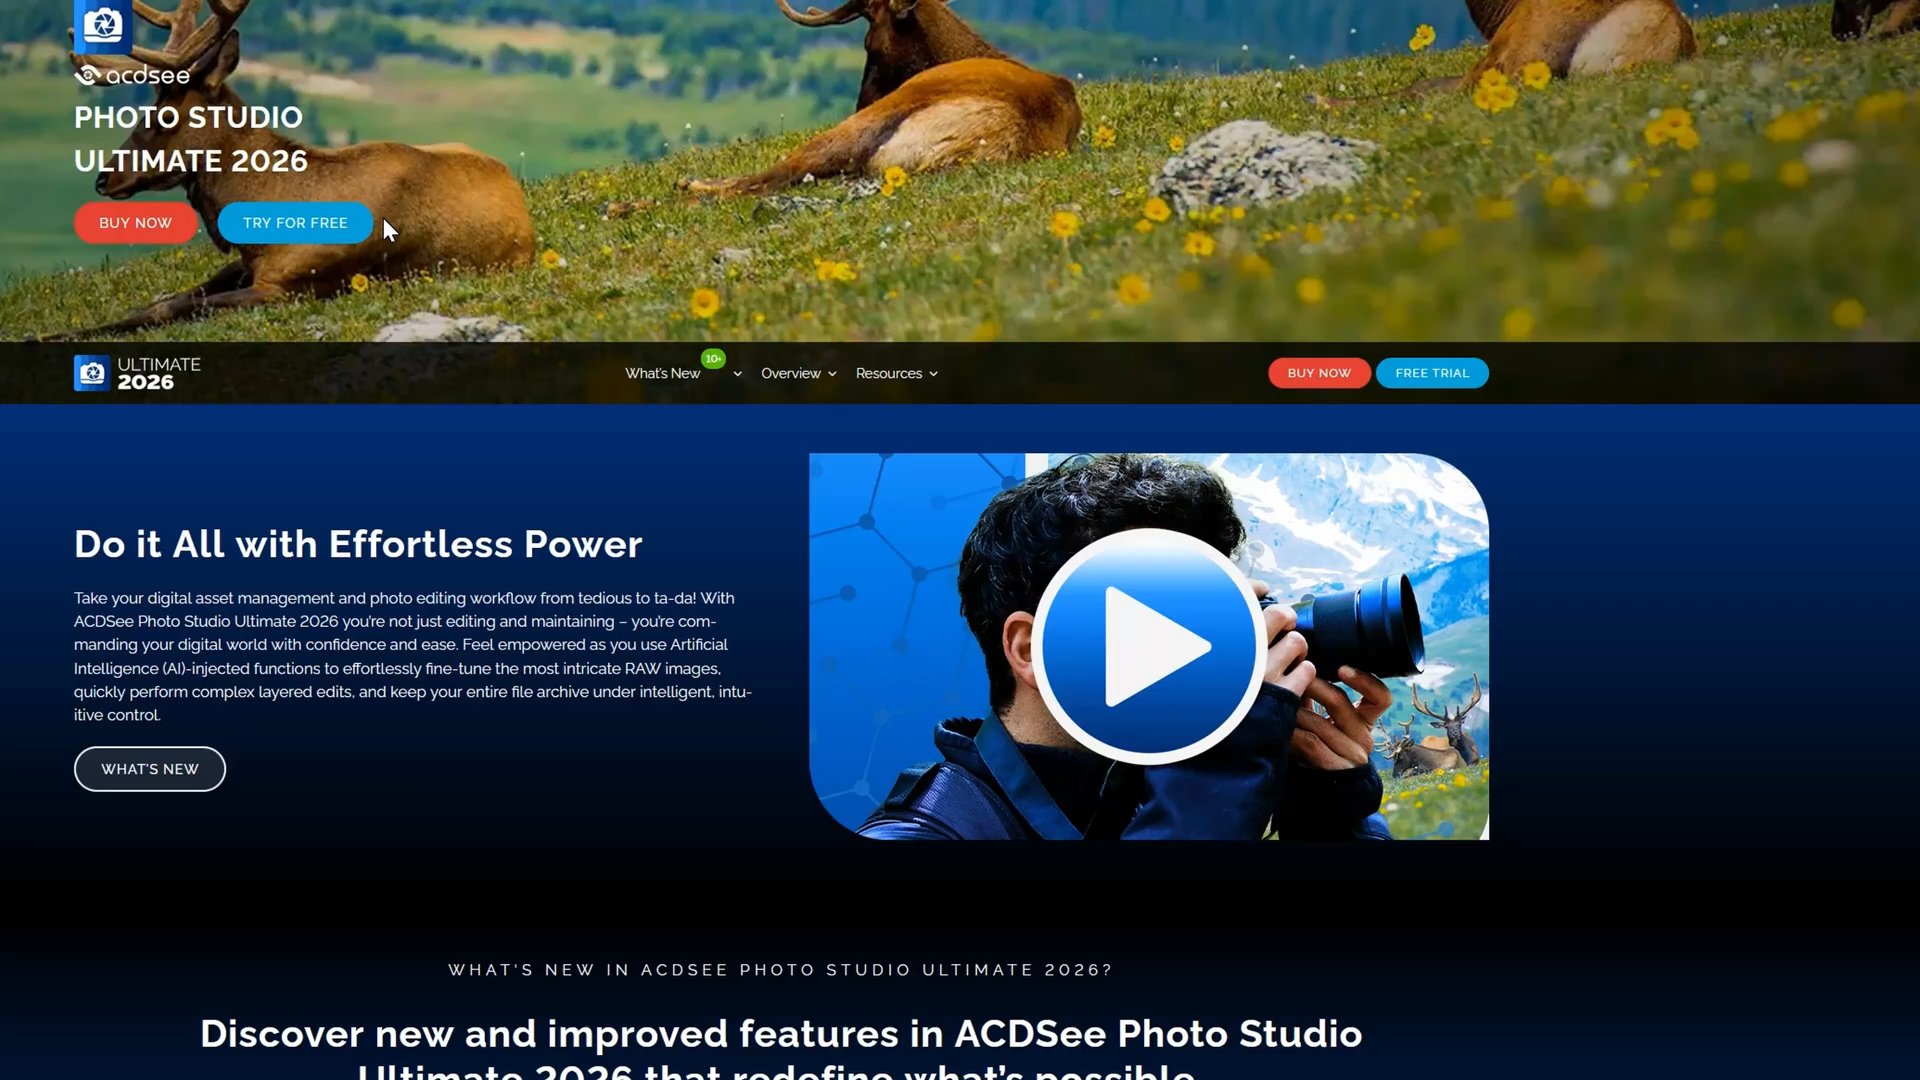 acdsee
PHOTO STUDIO
ULTIMATE 2026
BUY NOW
TRY FOR FREE
ULTIMATE
2026
What's New
10+
Overview
Resources
BUY NOW
FREE TRIAL
Do it All with Effortless Power
Take your digital asset management and photo editing workflow from tedious to ta-da! With
ACDSee Photo Studio Ultimate 2026 you're not just editing and maintaining – you're com-
manding your digital world with confidence and ease. Feel empowered as you use Artificial
Intelligence (AI)-injected functions to effortlessly fine-tune the most intricate RAW images,
quickly perform complex layered edits, and keep your entire file archive under intelligent, intu-
itive control.
WHAT'S NEW
WHAT'S NEW IN ACDSEE PHOTO STUDIO ULTIMATE 2026?
Discover new and improved features in ACDSee Photo Studio
Ultimate 2026 that redefine what's possible